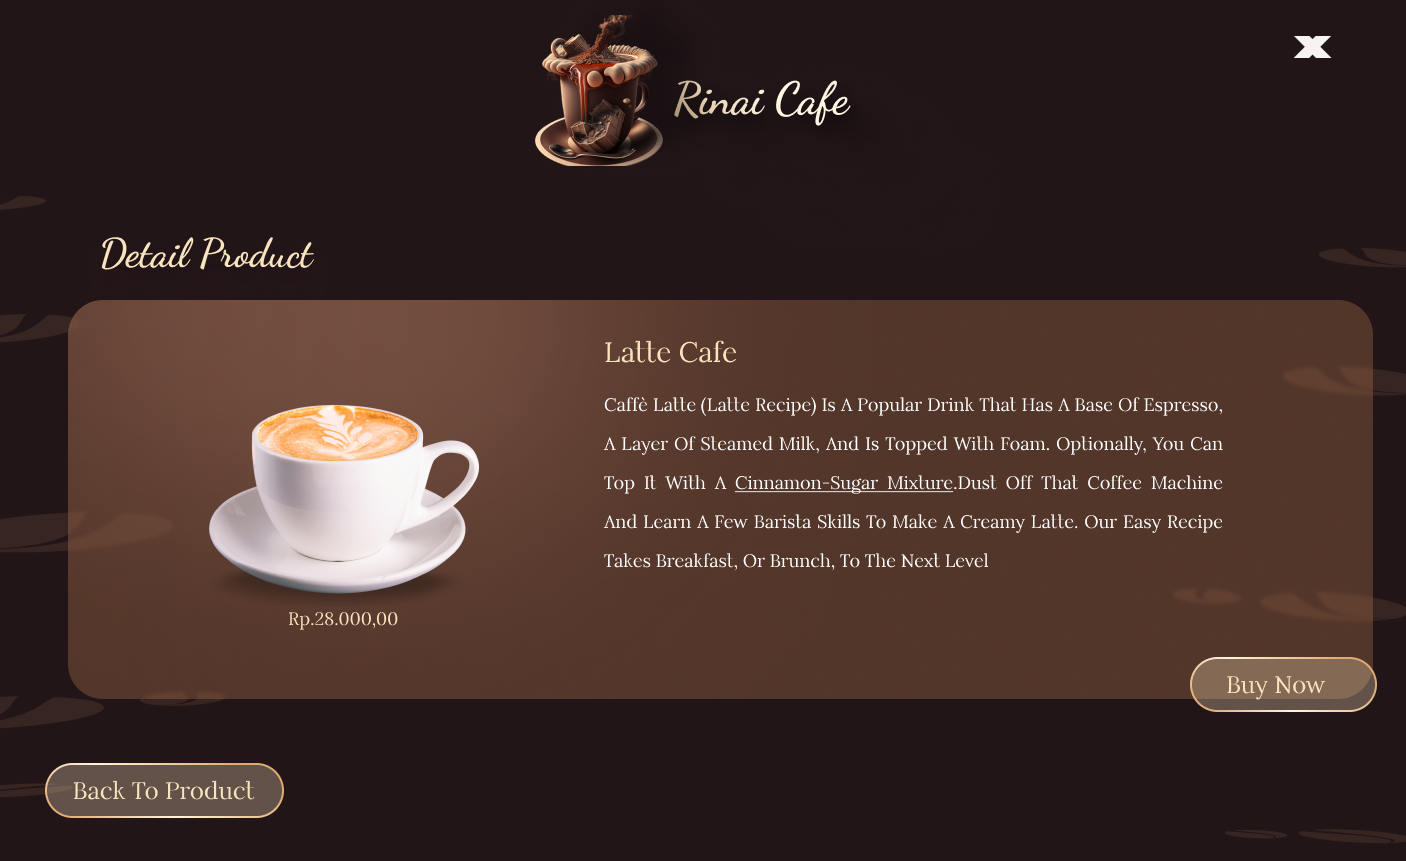 Rinai Cafe
Detail Product
Latte Cafe
Caffè Latte (Latte Recipe) Is A Popular Drink That Has A Base Of Espresso,
A Layer Of Steamed Milk, And Is Topped With Foam. Optionally, You Can
Top It With A Cinnamon-Sugar Mixture.Dust Off That Coffee Machine
And Learn A Few Barista Skills To Make A Creamy Latte. Our Easy Recipe
Takes Breakfast, Or Brunch, To The Next Level
Rp.28.000,00
Buy Now
Back To Product